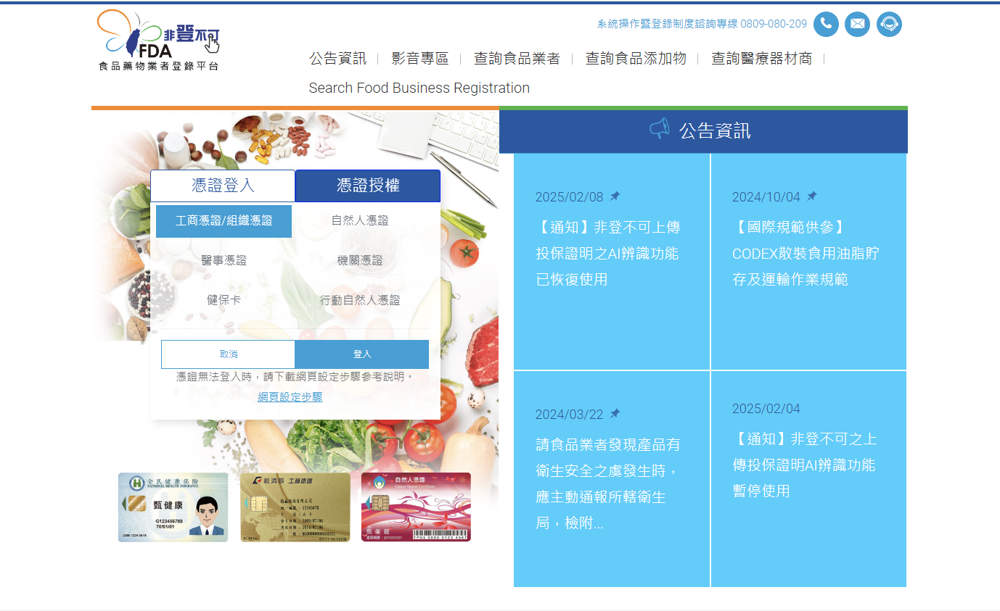 非登不可
FDA
食品藥物業者登錄平台
系統操作暨登錄制度諮詢專線 0809-080-209
公告資訊
影音專區
查詢食品業者
查詢食品添加物
查詢醫療器材商
Search Food Business Registration
憑證登入
憑證授權
工商憑證/組織憑證
自然人憑證
醫事憑證
機關憑證
健保卡
行動自然人憑證
取消
登入
憑證無法登入時，請下載網頁設定步驟參考說明。
網頁設定步驟
全民健康保險
NATIONAL HEALTH INSURANCE
甄健康
G123456789
70/01/01
經濟部 工商憑證
自然人憑證
Citizen Digital Certificate
TP03 0000 0123 4567
公告資訊
2025/02/08
【通知】非登不可上傳
投保證明之AI辨識功能
已恢復使用
2024/10/04
【國際規範供參】
CODEX散裝食用油脂貯
存及運輸作業規範
2024/03/22
請食品業者發現產品有
衛生安全之虞發生時，
應主動通報所轄衛生
局，檢附...
2025/02/04
【通知】非登不可之上
傳投保證明AI辨識功能
暫停使用